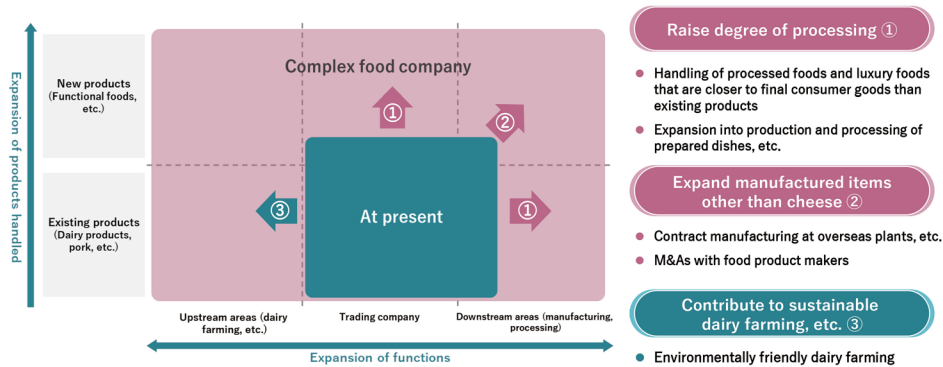 Expansion of products handled
New products
(Functional foods,
etc.)
Existing products
(Dairy products,
pork, etc.)
Complex food company
①
②
③
At present
①
Upstream areas (dairy
farming, etc.)
Trading company
Downstream areas (manufacturing,
processing)
Expansion of functions
Raise degree of processing ①
● Handling of processed foods and luxury foods
that are closer to final consumer goods than
existing products
● Expansion into production and processing of
prepared dishes, etc.
Expand manufactured items
other than cheese ②
● Contract manufacturing at overseas plants, etc.
● M&As with food product makers
Contribute to sustainable
dairy farming, etc. ③
● Environmentally friendly dairy farming